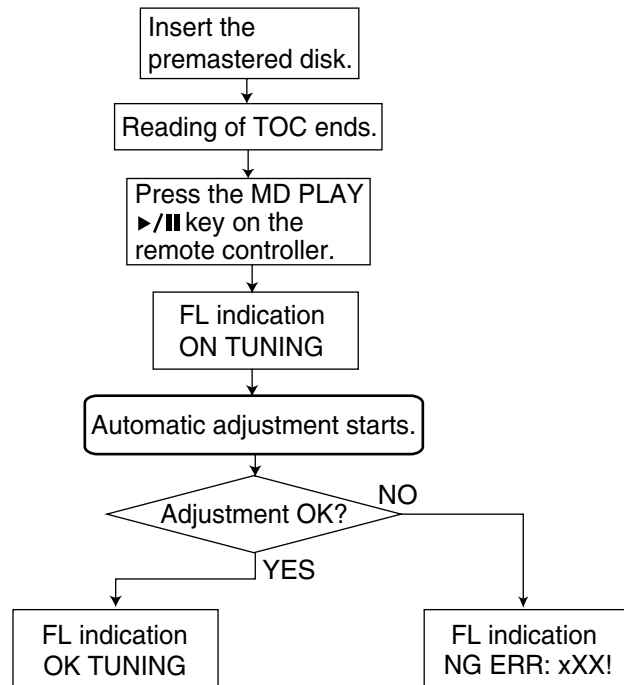 Insert the
premastered disk.
Reading of TOC ends.
Press the MD PLAY
►/II key on the
remote controller.
FL indication
ON TUNING
Automatic adjustment starts.
Adjustment OK?
NO
YES
FL indication
OK TUNING
FL indication
NG ERR: xXX!